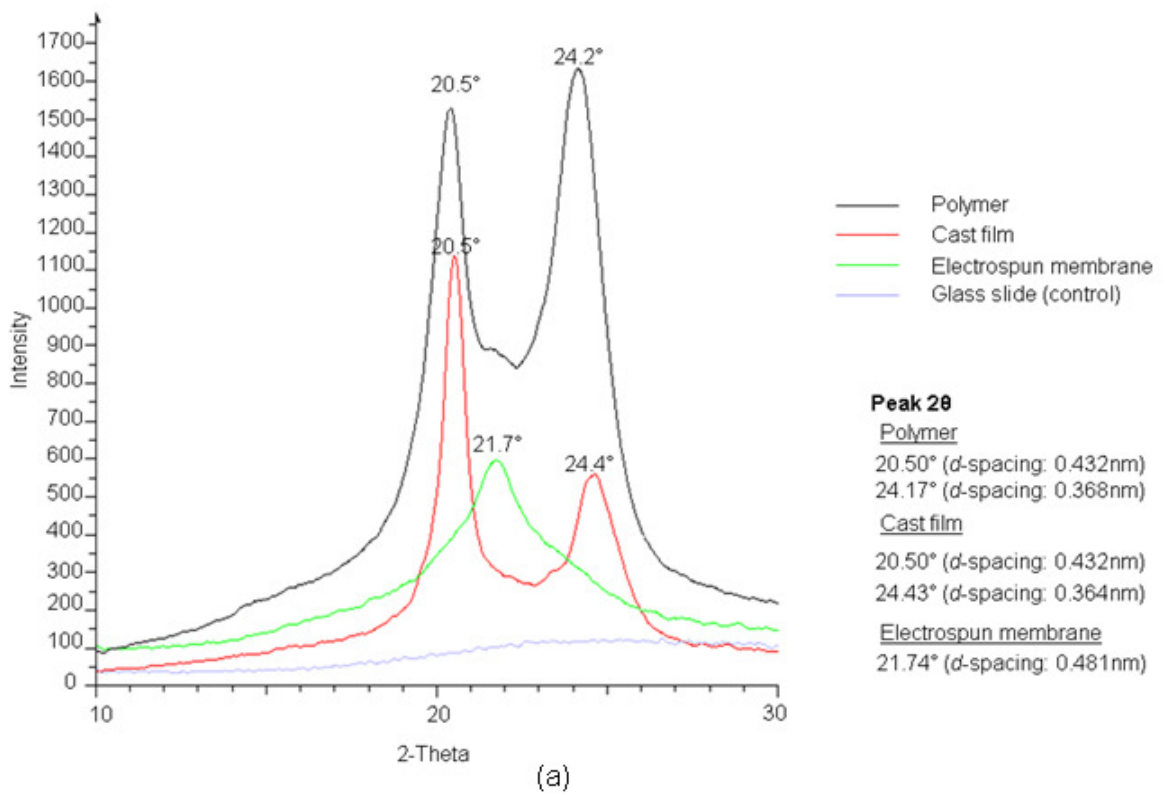 1700
1600
1500
1400
1300
1200
1100
1000
900
800
700
600
500
400
300
200
100
0
Intensity
20.5°
24.2°
20.5°
21.7°
24.4°
10
20
30
2-Theta
(a)
Polymer
Cast film
Electrospun membrane
Glass slide (control)
Peak 2θ
Polymer
20.50° (d-spacing: 0.432nm)
24.17° (d-spacing: 0.368nm)
Cast film
20.50° (d-spacing: 0.432nm)
24.43° (d-spacing: 0.364nm)
Electrospun membrane
21.74° (d-spacing: 0.481nm)